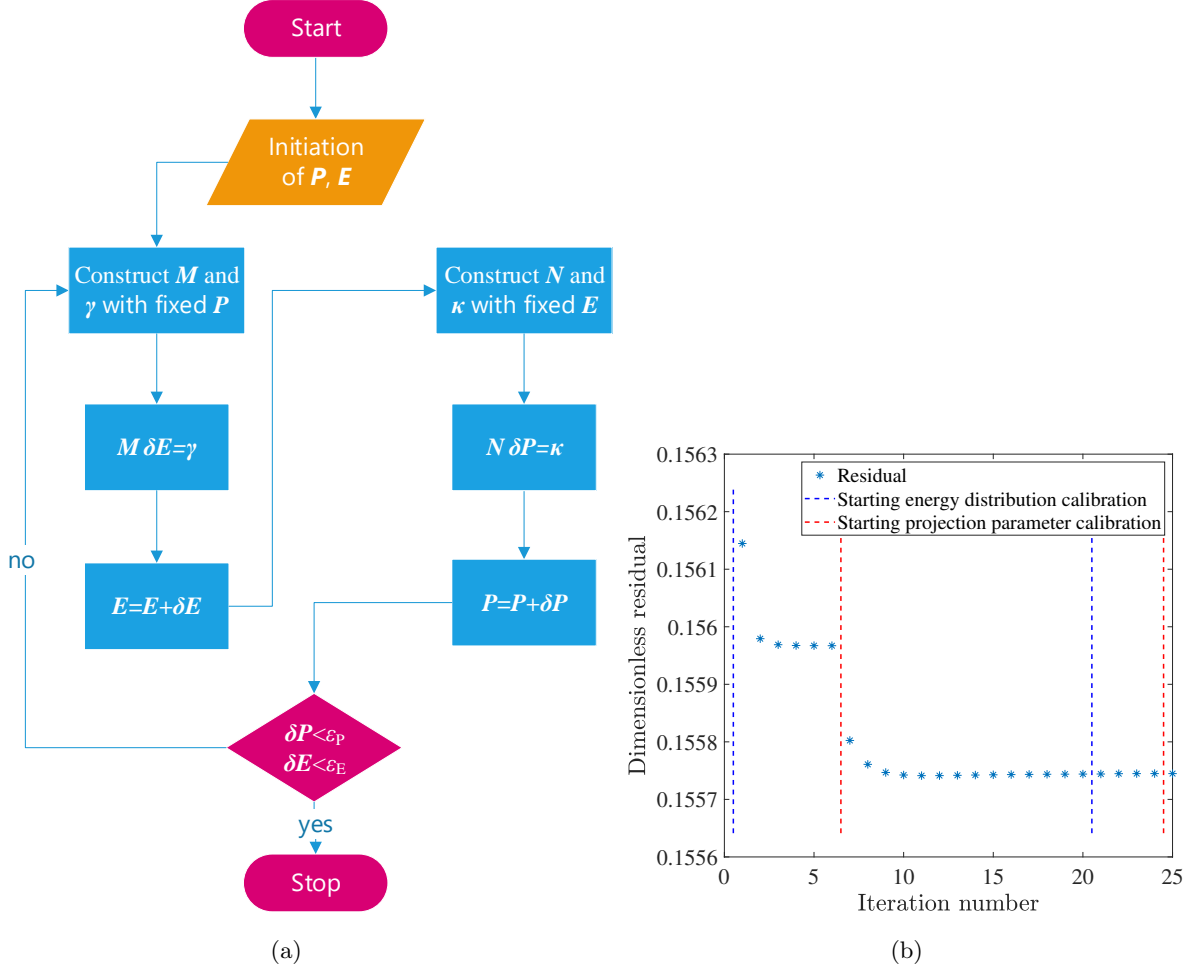 Start
Initiation
of P, E
Construct M and
γ with fixed P
M δE=γ
E=E+δE
Construct N and
κ with fixed E
N δP=κ
P=P+δP
δP<εP
δE<εE
no
yes
Stop
(a)
0.1563
0.1562
0.1561
0.156
0.1559
0.1558
0.1557
0.1556
Dimensionless residual
Residual
Starting energy distribution calibration
Starting projection parameter calibration
0 5 10 15 20 25
Iteration number
(b)